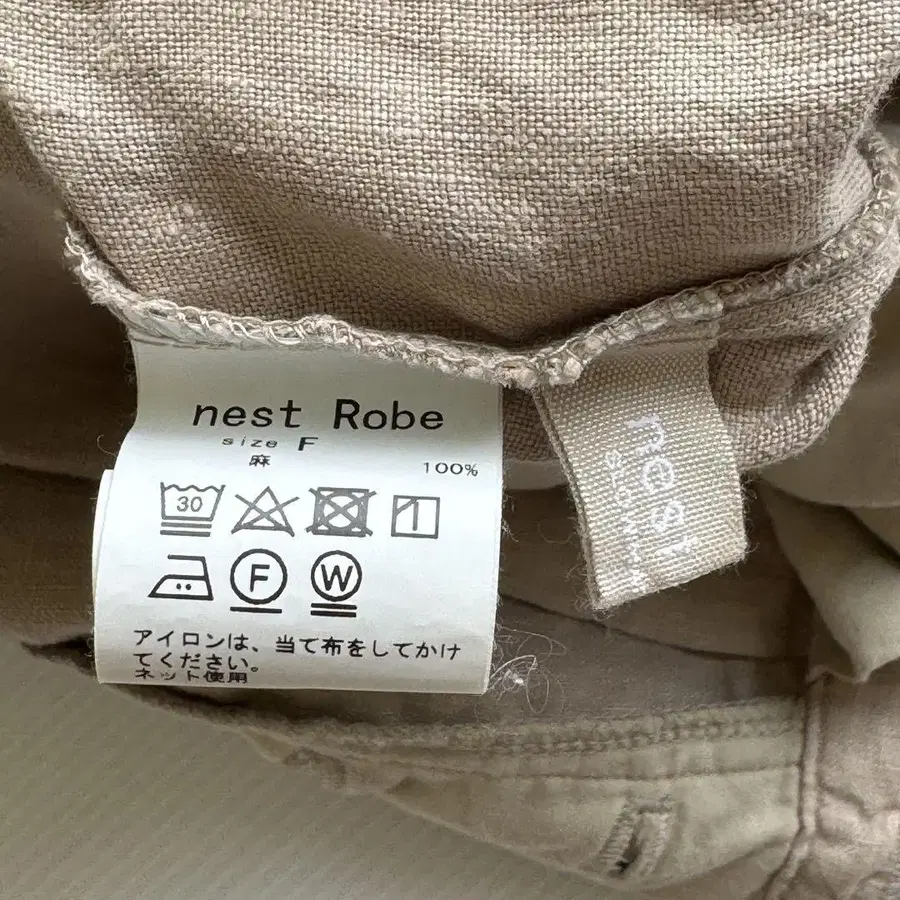 nest Robe
size F
麻 100%
30
F W
アイロンは、当て布をしてかけ
てください。
ネット使用
nest